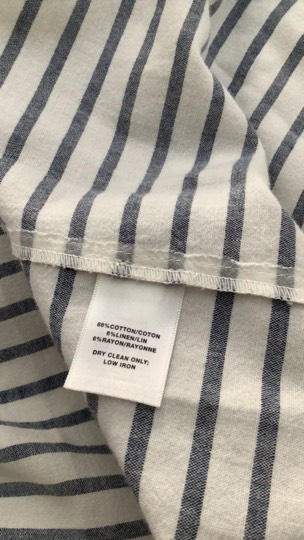 88%COTTON/COTON
6%LINEN/LIN
6%RAYON/RAYONNE
DRY CLEAN ONLY;
LOW IRON